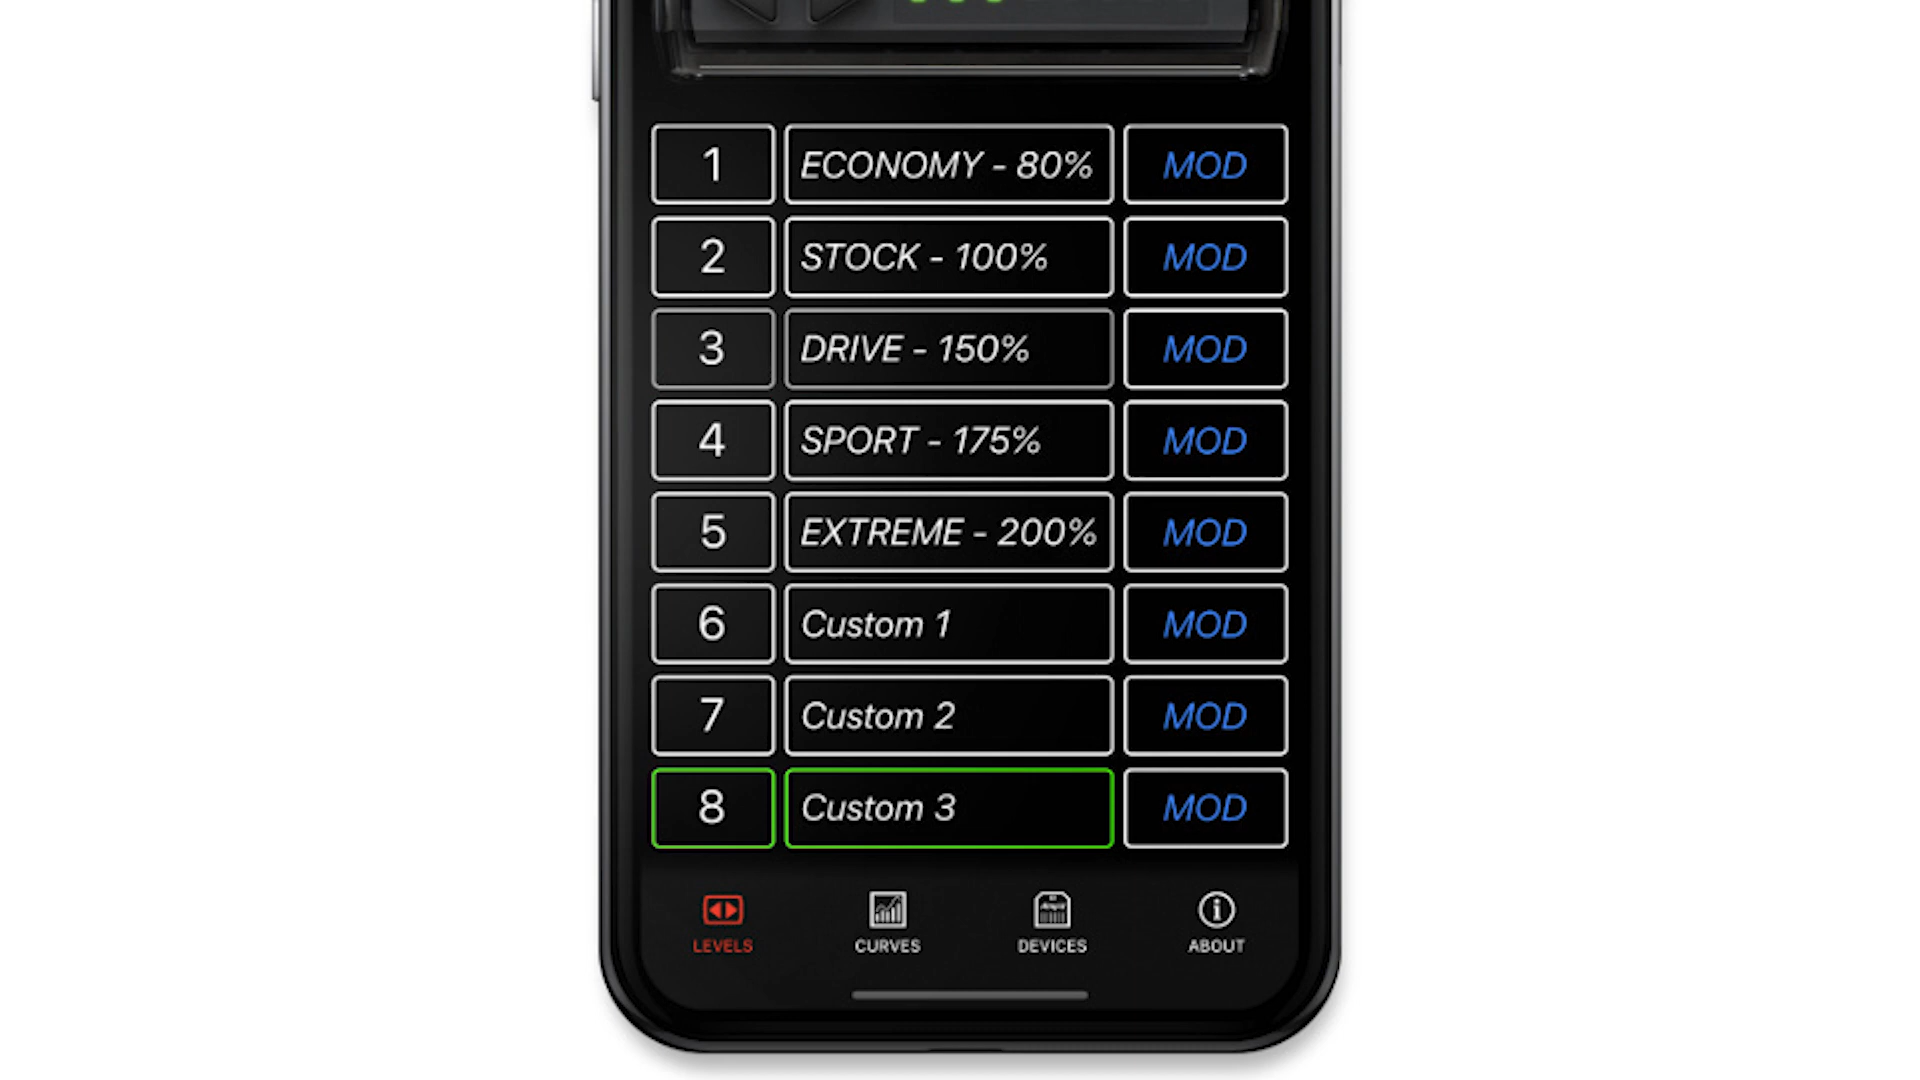 1 ECONOMY - 80% MOD
2 STOCK - 100% MOD
3 DRIVE - 150% MOD
4 SPORT - 175% MOD
5 EXTREME - 200% MOD
6 Custom 1 MOD
7 Custom 2 MOD
8 Custom 3 MOD
LEVELS CURVES DEVICES ABOUT